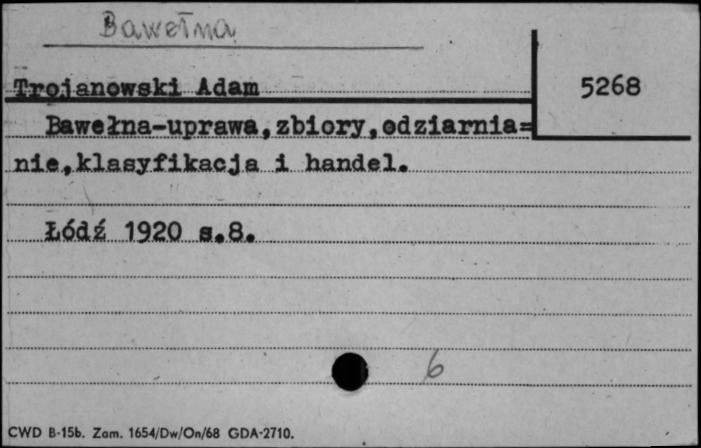 Bawełna
Trojanowski Adam
5268
Bawełna-uprawa,zbiory,odziarnia=
nie,klasyfikacja i handel.
Łódź 1920 s.8.
6
CWD B-15b. Zam. 1654/Dw/On/68 GDA-2710.